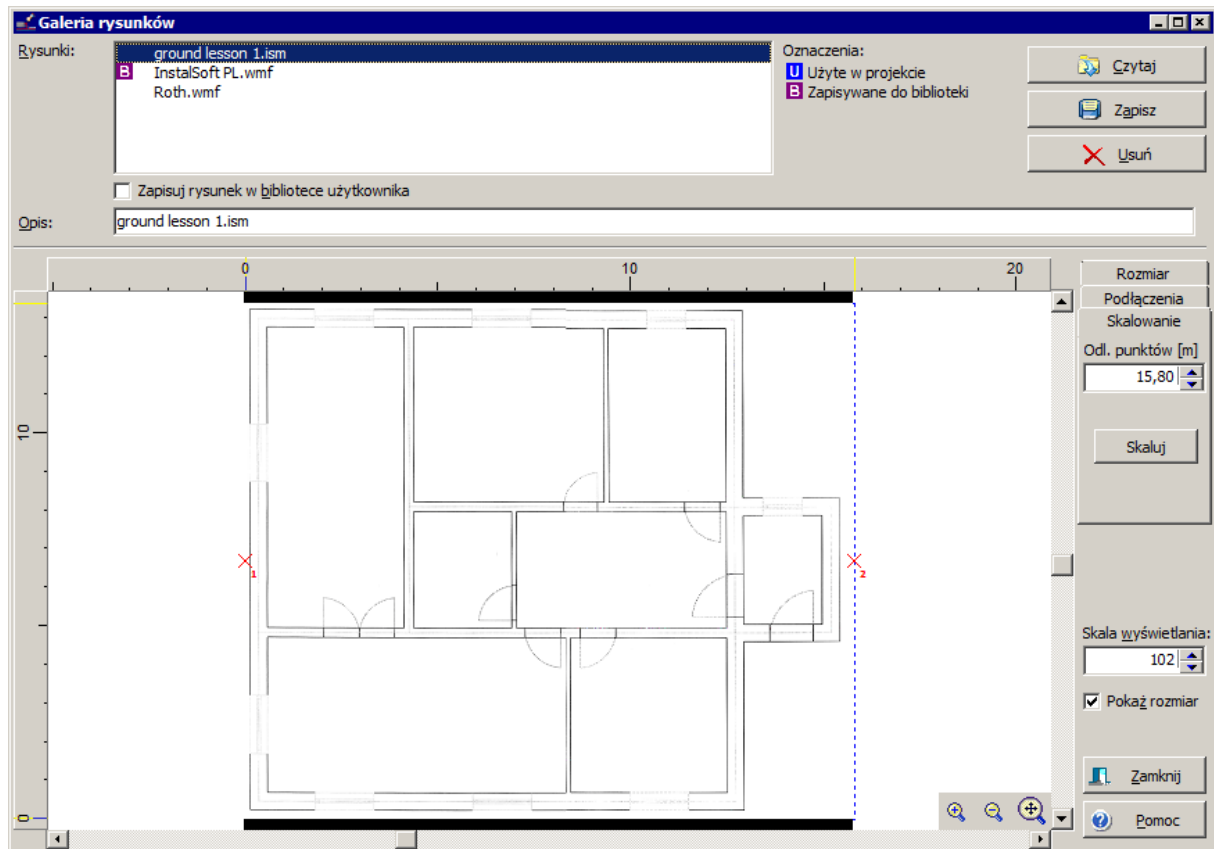 Galeria rysunków
Rysunki:
ground lesson 1.ism
B InstalSoft PL.wmf
Roth.wmf
Oznaczenia:
U Użyte w projekcie
B Zapisywane do biblioteki
Czytaj
Zapisz
Usuń
Zapisuj rysunek w bibliotece użytkownika
Opis:
ground lesson 1.ism
0 10 20
Rozmiar
Podłączenia
Skalowanie
Odl. punktów [m]
15,80
Skaluj
10
1
2
0
Skala wyświetlania:
102
Pokaż rozmiar
Zamknij
Pomoc